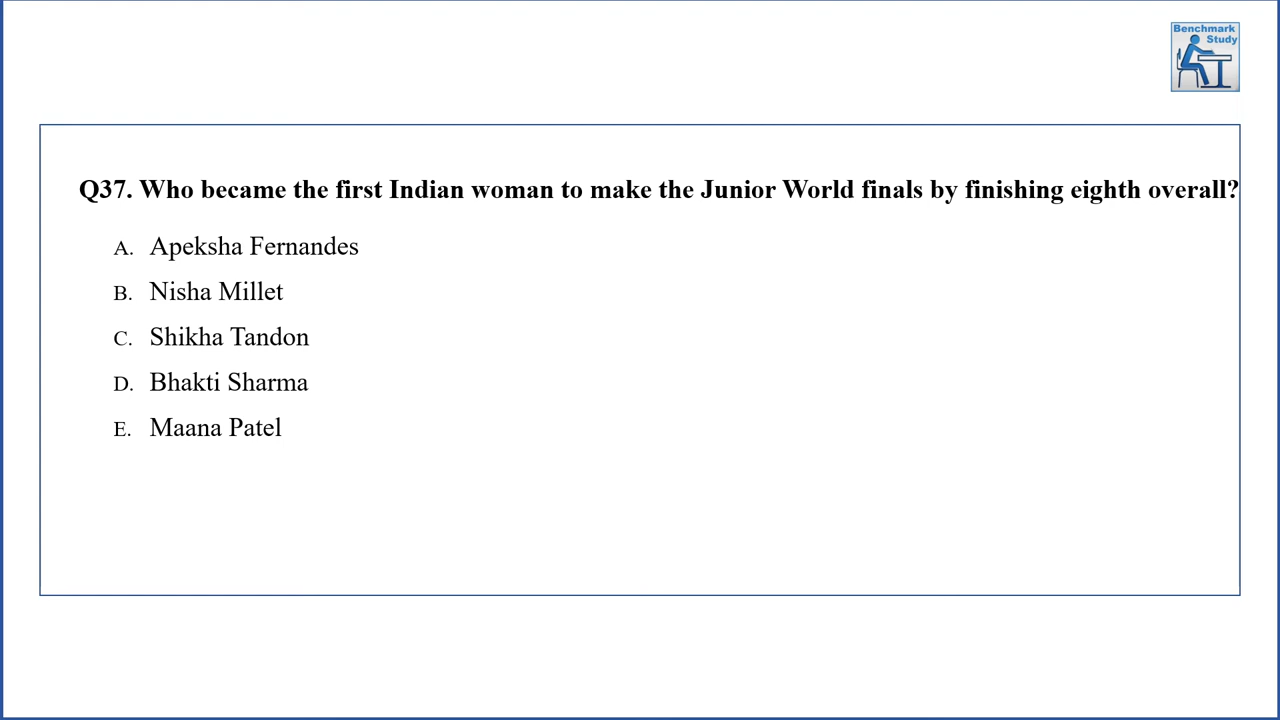 Benchmark
Study
Q37. Who became the first Indian woman to make the Junior World finals by finishing eighth overall?
A. Apeksha Fernandes
B. Nisha Millet
C. Shikha Tandon
D. Bhakti Sharma
E. Maana Patel